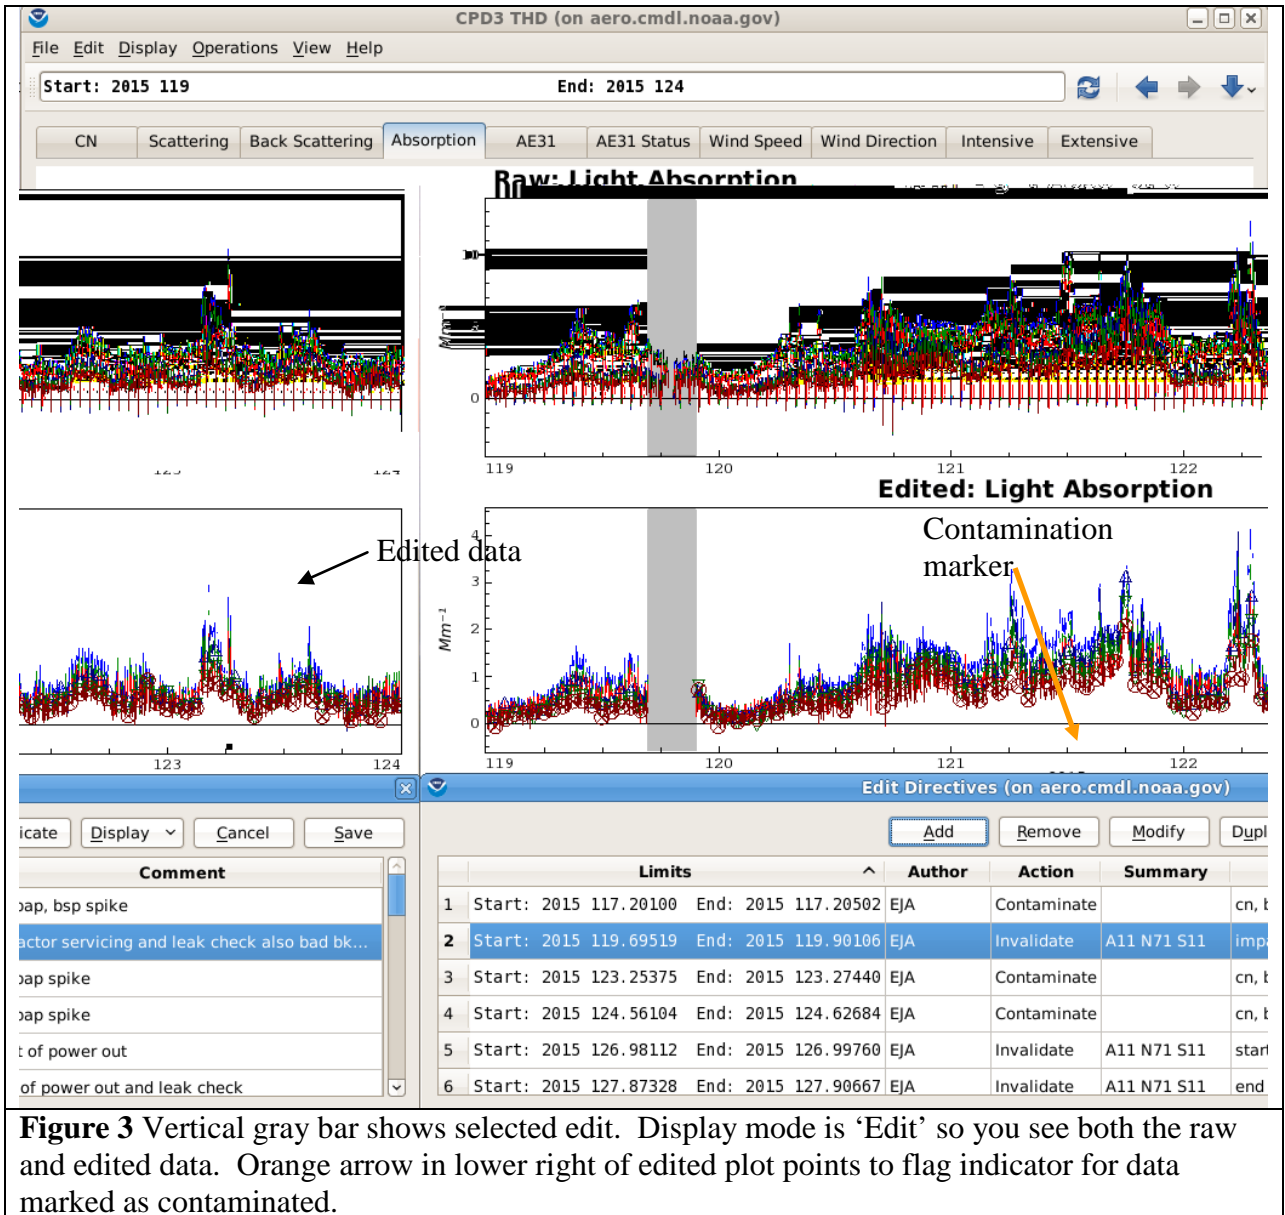 CPD3 THD (on aero.cmdl.noaa.gov)
File Edit Display Operations View Help
Start: 2015 119 End: 2015 124
CN Scattering Back Scattering Absorption AE31 AE31 Status Wind Speed Wind Direction Intensive Extensive
Raw: Light Absorption
Mm⁻¹
0
119 120 121 122
Edited: Light Absorption
Contamination
marker
Edited data
4
3
2
1
0
Mm⁻¹
123 124
119 120 121 122
Edit Directives (on aero.cmdl.noaa.gov)
icate Display Cancel Save
Add Remove Modify Dupl
Comment
pap, bsp spike
actor servicing and leak check also bad bk...
pap spike
pap spike
t of power out
of power out and leak check
Limits Author Action Summary
1 Start: 2015 117.20100 End: 2015 117.20502 EJA Contaminate cn, b
2 Start: 2015 119.69519 End: 2015 119.90106 EJA Invalidate A11 N71 S11 impa
3 Start: 2015 123.25375 End: 2015 123.27440 EJA Contaminate cn, b
4 Start: 2015 124.56104 End: 2015 124.62684 EJA Contaminate cn, b
5 Start: 2015 126.98112 End: 2015 126.99760 EJA Invalidate A11 N71 S11 start
6 Start: 2015 127.87328 End: 2015 127.90667 EJA Invalidate A11 N71 S11 end
Figure 3 Vertical gray bar shows selected edit. Display mode is ‘Edit’ so you see both the raw
and edited data. Orange arrow in lower right of edited plot points to flag indicator for data
marked as contaminated.